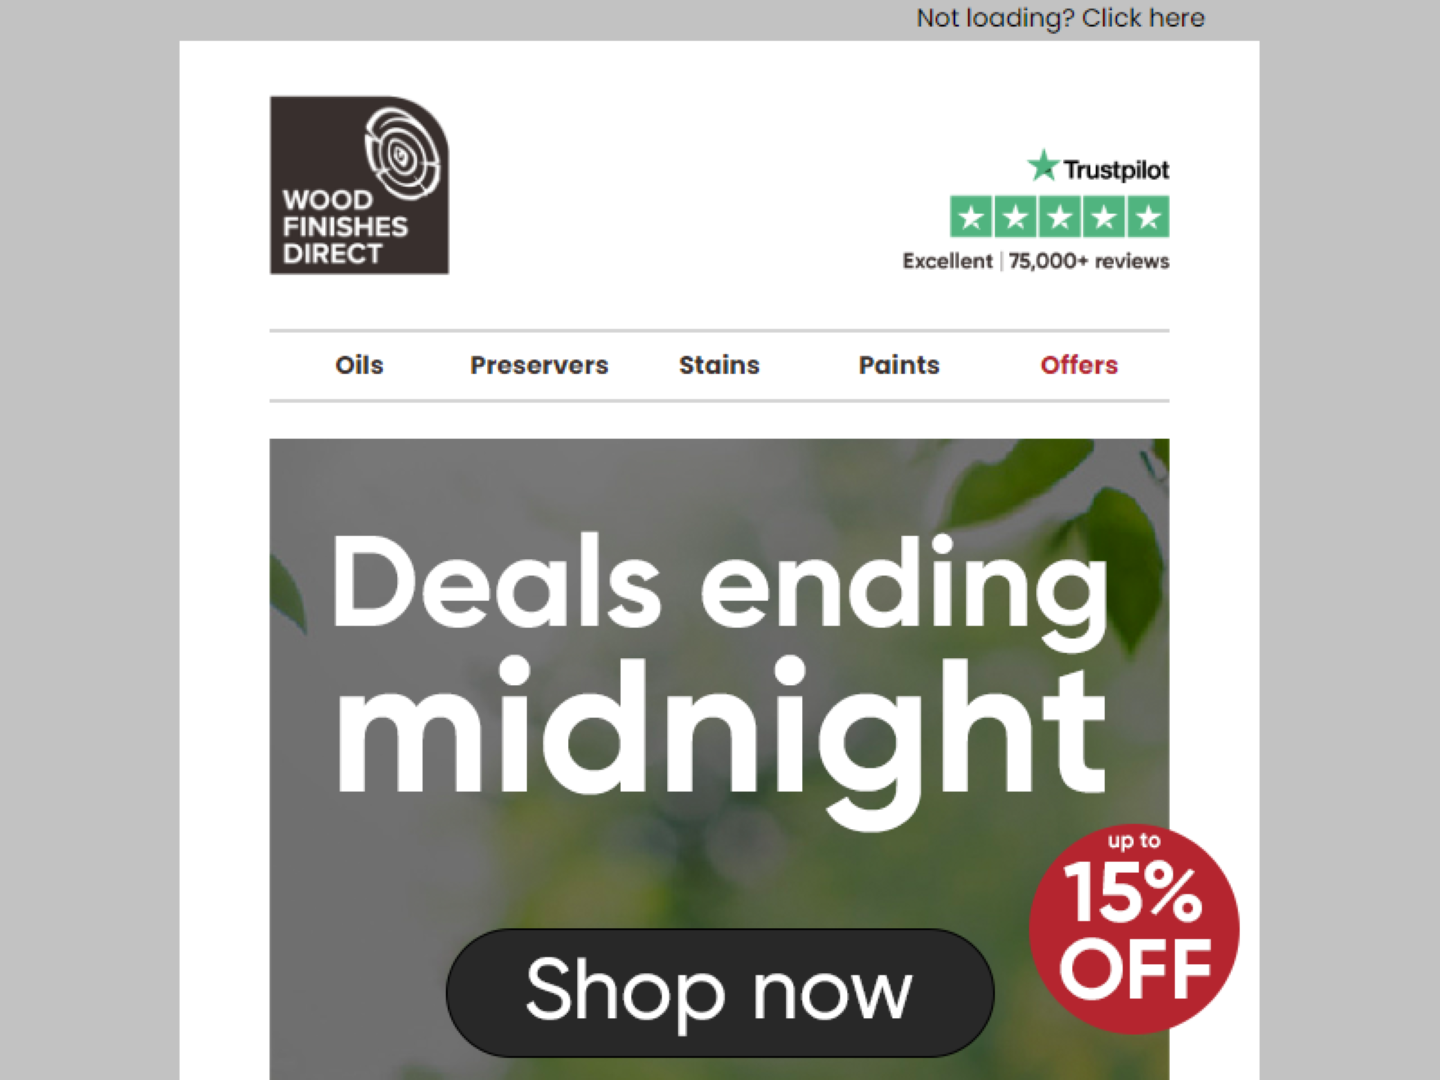 Not loading? Click here
WOOD
FINISHES
DIRECT
Trustpilot
Excellent | 75,000+ reviews
Oils Preservers Stains Paints Offers
Deals ending
midnight
up to
15%
OFF
Shop now